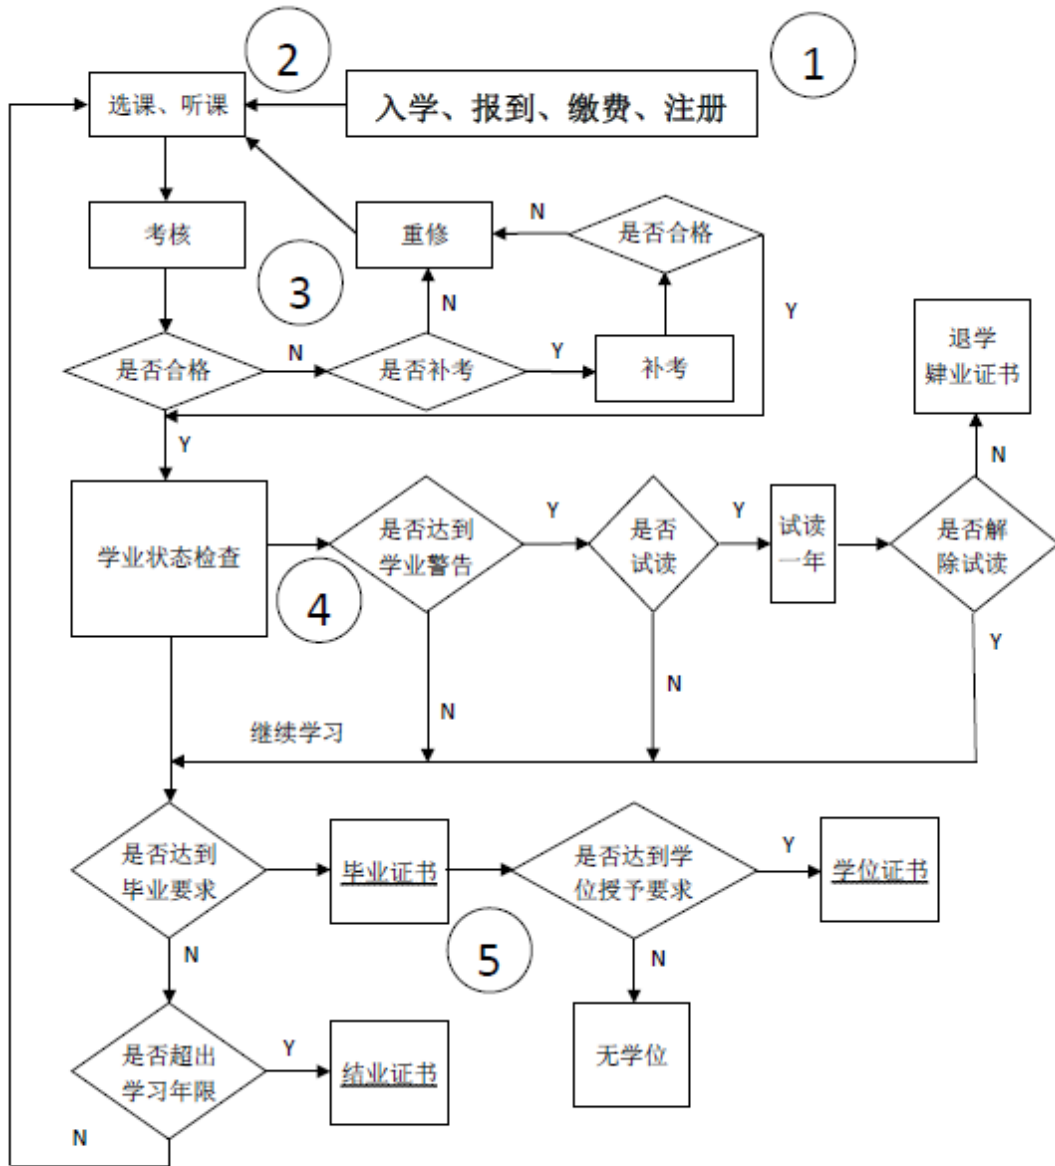 1
2
选课、听课
入学、报到、缴费、注册
考核
重修
N
是否合格
3
N
Y
是否合格
N
是否补考
Y
补考
退学
肄业证书
Y
N
学业状态检查
是否达到
学业警告
Y
是否
试读
Y
试读
一年
是否解
除试读
4
Y
N
N
继续学习
是否达到
毕业要求
毕业证书
是否达到学
位授予要求
Y
学位证书
5
N
N
无学位
是否超出
学习年限
Y
结业证书
N